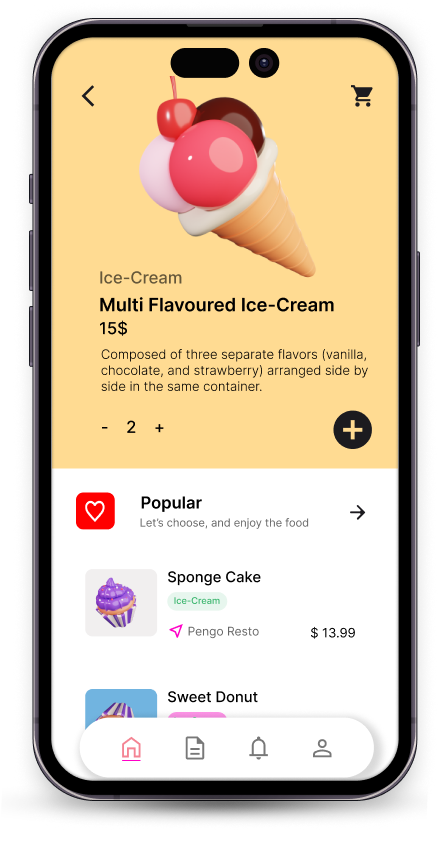 Ice-Cream
Multi Flavoured Ice-Cream
15$
Composed of three separate flavors (vanilla,
chocolate, and strawberry) arranged side by
side in the same container.
- 2 +
Popular
Let's choose, and enjoy the food
Sponge Cake
Ice-Cream
Pengo Resto
$ 13.99
Sweet Donut